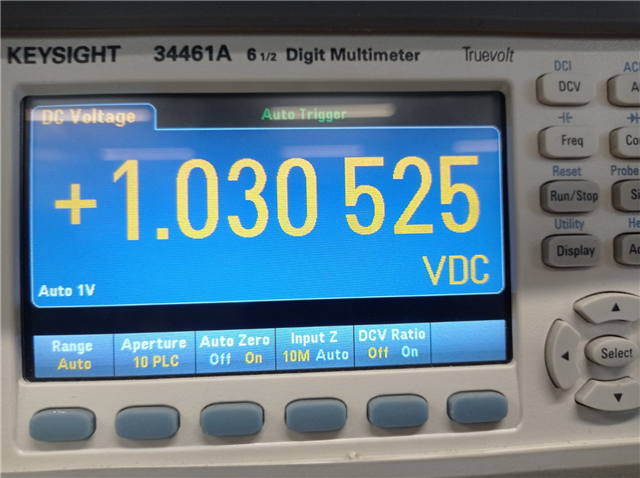 KEYSIGHT 34461A 6 1/2 Digit Multimeter Truevolt
DCI
DCV
DC Voltage Auto Trigger
Freq
+1.030 525
Reset Probe
Run/Stop
VDC
Utility
Display
Auto 1V
Range Aperture Auto Zero Input Z DCV Ratio
Auto 10 PLC Off On 10M Auto Off On
Select